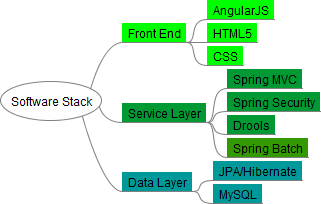 Software Stack
Front End
AngularJS
HTML5
CSS
Service Layer
Spring MVC
Spring Security
Drools
Spring Batch
Data Layer
JPA/Hibernate
MySQL